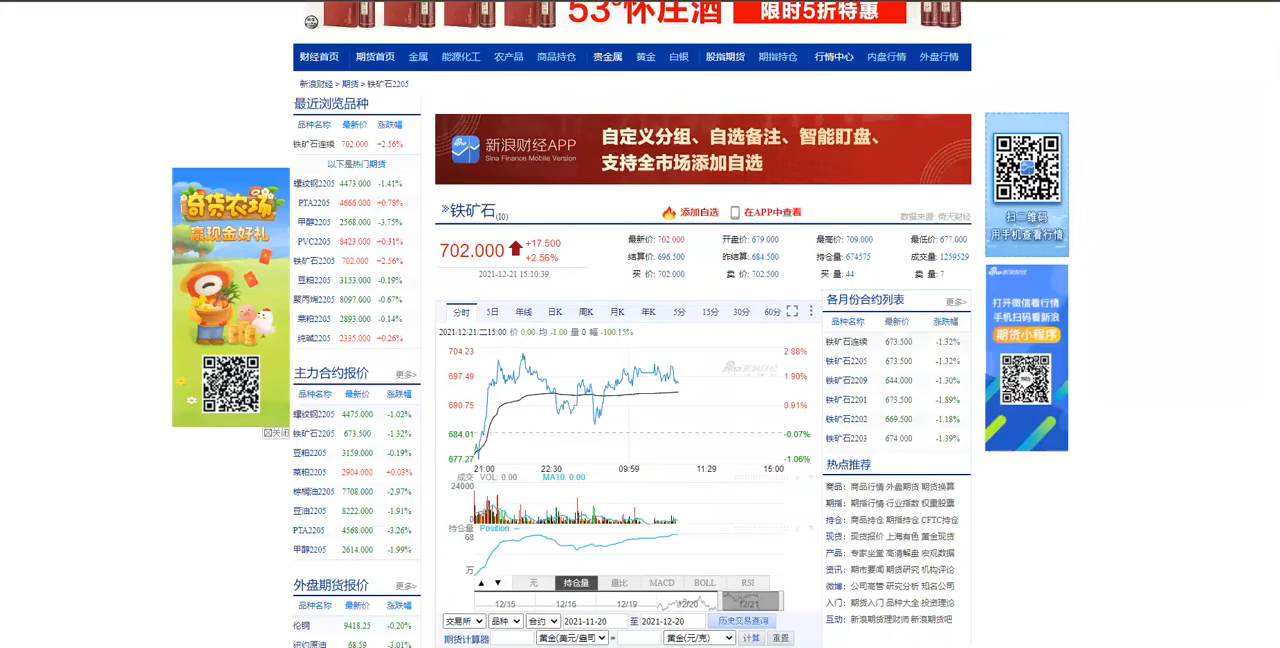 53°怀庄酒
限时5折特惠
财经首页 期货首页 金属 能源化工 农产品 商品持仓 贵金属 黄金 白银 股指期货 期指持仓 行情中心 内盘行情 外盘行情
新浪财经 > 期货 > 铁矿石2205
最近浏览品种
品种名称 最新价 涨跌幅
铁矿石连续 702.000 +2.56%
以下是热门期货
螺纹钢2205 4473.000 -1.41%
PTA2205 4666.000 +0.78%
甲醇2205 2568.000 -3.75%
PVC2205 8423.000 +0.31%
铁矿石2205 702.000 +2.56%
豆粕2205 3153.000 -0.19%
聚丙烯2205 8097.000 -0.67%
菜粕2205 2893.000 -0.14%
纯碱2205 2335.000 +0.26%
主力合约报价 更多>
品种名称 最新价 涨跌幅
螺纹钢2205 4475.000 -1.02%
铁矿石2205 673.500 -1.32%
豆粕2205 3159.000 -0.19%
菜粕2205 2904.000 +0.03%
棕榈油2205 7708.000 -2.97%
豆油2205 8222.000 -1.91%
PTA2205 4568.000 -3.26%
甲醇2205 2614.000 -1.99%
外盘期货报价 更多>
品种名称 最新价 涨跌幅
伦铜 9418.25 -0.20%
纽约原油 68.59 -3.01%
奇货农场
赢现金好礼
关闭
新浪财经APP
Sina Finance Mobile Version
自定义分组、自选备注、智能盯盘、
支持全市场添加自选
铁矿石(I0)
添加自选 在APP中查看
数据来源: 倚天财经
702.000 +17.500
+2.56%
2021-12-21 15:10:39
最新价: 702.000 开盘价: 679.000 最高价: 709.000 最低价: 677.000
结算价: 696.500 昨结算: 684.500 持仓量: 674575 成交量: 1259529
买 价: 702.000 卖 价: 702.500 买 量: 44 卖 量: 7
分时 5日 年线 日K 周K 月K 年K 5分 15分 30分 60分
2021/12/21/二15:00 价 0.00 均 -1.00 量 0 幅 -100.15%
704.23 2.88%
697.49 1.90%
690.75 0.91%
684.01 -0.07%
677.27 -1.06%
21:00 22:30 09:59 11:29 15:00
成交 VOL: 0.00 MA10: 0.00
24000
0
持仓量 Position: --
68
万
▲ ▼ 无 持仓量 量比 MACD BOLL RSI
12/15 12/16 12/19 12/20 12/21
交易所 品种 合约 2021-11-20 至 2021-12-20 历史交易查询
期货计算器 黄金(美元/盎司) = 黄金(元/克) 计算 重置
各月份合约列表 更多>
品种名称 最新价 涨跌幅
铁矿石连续 673.500 -1.32%
铁矿石2205 673.500 -1.32%
铁矿石2209 644.000 -1.30%
铁矿石2201 673.500 -1.89%
铁矿石2202 669.500 -1.18%
铁矿石2203 674.000 -1.39%
热点推荐
商品: 商品行情 外盘期货 期货换算
期指: 期指行情 行业指数 权重股票
持仓: 商品持仓 期指持仓 CFTC持仓
现货: 现货报价 上海有色 黄金现货
产品: 专家坐堂 高清解盘 宏观数据
资讯: 期市要闻 期货研究 机构评论
微博: 公司高管 研究分析 知名公司
入门: 期货入门 品种大全 投资理论
互动: 新浪期货理财师 新浪期货吧
扫二维码
用手机查看行情
新浪财经
打开微信看行情
手机扫码看新浪
期货小程序